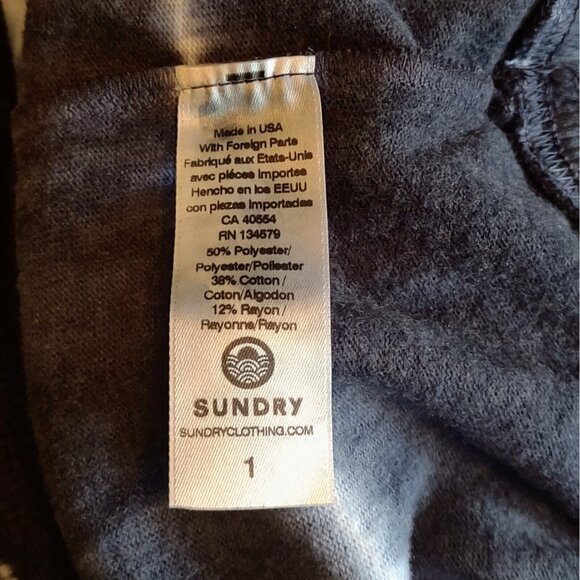 Made in USA
With Foreign Parts
Fabriqué aux Etats-Unis
avec pléces Importes
Hencho en los EEUU
con piezas Importadas
CA 40554
RN 134579
50% Polyester/
Polyester/Poliester
38% Cotton /
Coton/Algodon
12% Rayon /
Rayonne/Rayon
SUNDRY
SUNDRYCLOTHING.COM
1